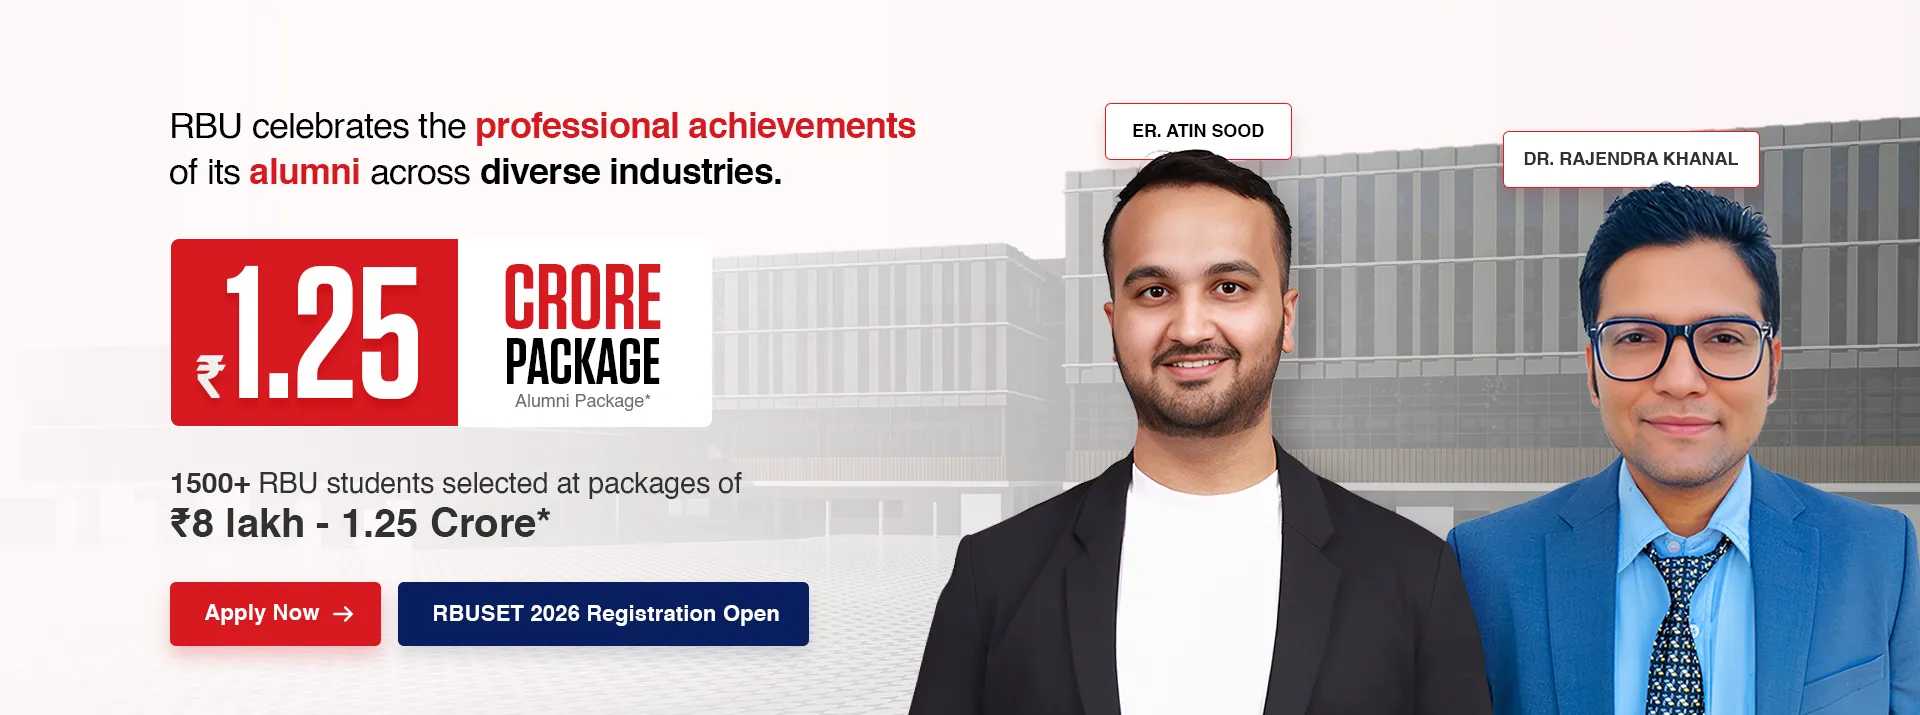 RBU celebrates the professional achievements
of its alumni across diverse industries.
₹1.25
CRORE
PACKAGE
Alumni Package*
1500+ RBU students selected at packages of
₹8 lakh - 1.25 Crore*
Apply Now →
RBUSET 2026 Registration Open
ER. ATIN SOOD
DR. RAJENDRA KHANAL